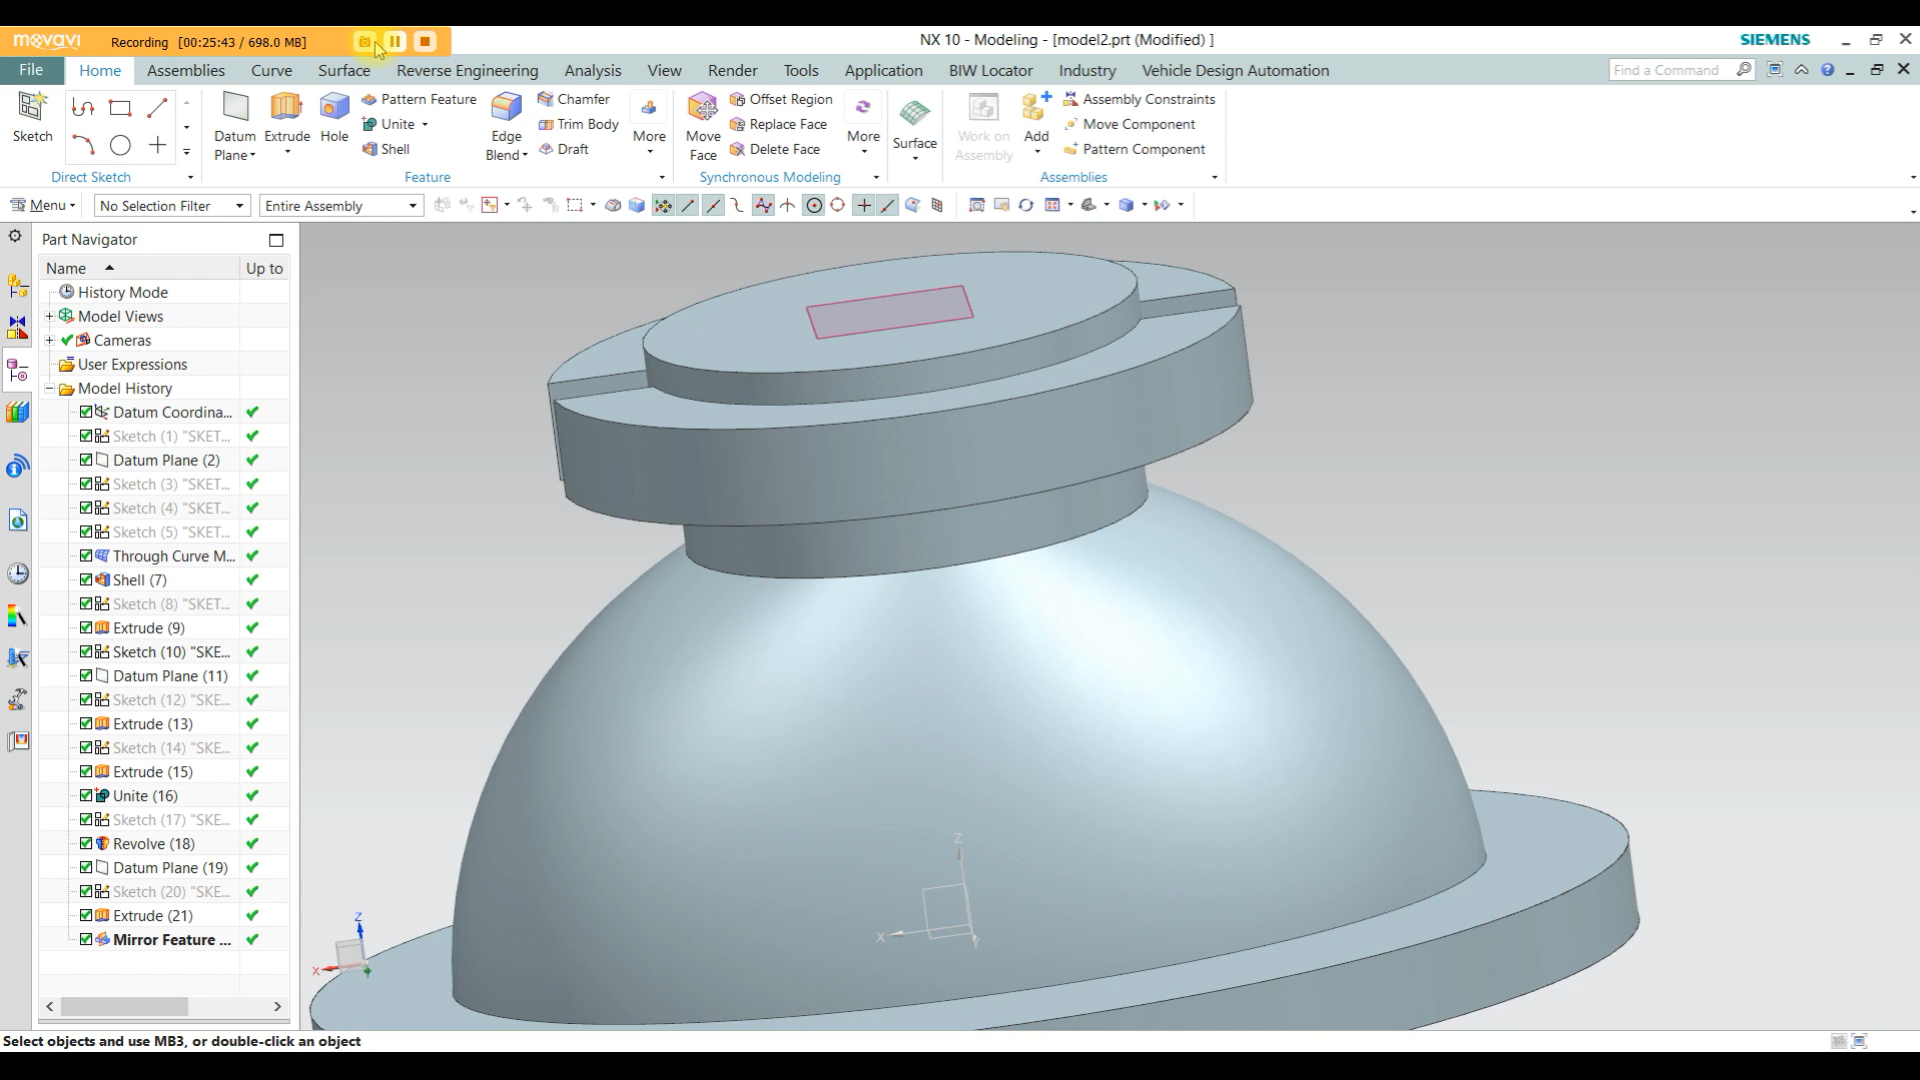 movavi Recording [00:25:43 / 698.0 MB]
NX 10 - Modeling - [model2.prt (Modified) ]
SIEMENS
File Home Assemblies Curve Surface Reverse Engineering Analysis View Render Tools Application BIW Locator Industry Vehicle Design Automation
Find a Command
Sketch
Direct Sketch
Datum Plane
Extrude
Hole
Pattern Feature
Unite
Shell
Edge Blend
Chamfer
Trim Body
Draft
More
Feature
Move Face
Offset Region
Replace Face
Delete Face
More
Synchronous Modeling
Surface
Work on Assembly
Add
Assembly Constraints
Move Component
Pattern Component
Assemblies
Menu
No Selection Filter
Entire Assembly
Part Navigator
Name Up to
History Mode
Model Views
Cameras
User Expressions
Model History
Datum Coordina...
Sketch (1) "SKET...
Datum Plane (2)
Sketch (3) "SKET...
Sketch (4) "SKET...
Sketch (5) "SKET...
Through Curve M...
Shell (7)
Sketch (8) "SKET...
Extrude (9)
Sketch (10) "SKE...
Datum Plane (11)
Sketch (12) "SKE...
Extrude (13)
Sketch (14) "SKE...
Extrude (15)
Unite (16)
Sketch (17) "SKE...
Revolve (18)
Datum Plane (19)
Sketch (20) "SKE...
Extrude (21)
Mirror Feature ...
Z
X
Z
X
Y
Select objects and use MB3, or double-click an object